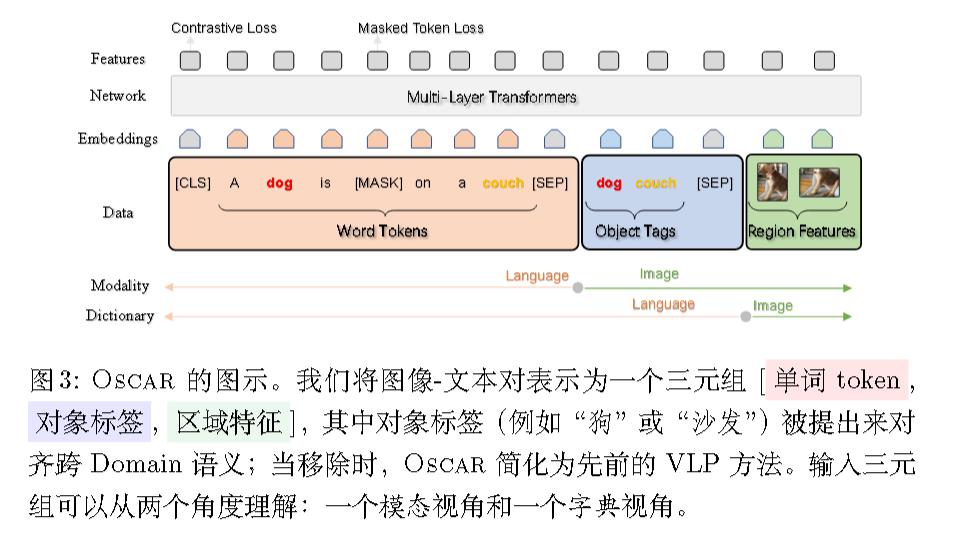 Contrastive Loss Masked Token Loss
Features
Network Multi-Layer Transformers
Embeddings
Data [CLS] A dog is [MASK] on a couch [SEP] dog couch [SEP]
Word Tokens Object Tags Region Features
Modality Language Image
Dictionary Language Image
图3: OSCAR 的图示。我们将图像-文本对表示为一个三元组 [ 单词 token ,
对象标签 , 区域特征 ], 其中对象标签 (例如 “狗” 或 “沙发”) 被提出来对
齐跨 Domain 语义; 当移除时, OSCAR 简化为先前的 VLP 方法。输入三元
组可以从两个角度理解: 一个模态视角和一个字典视角。